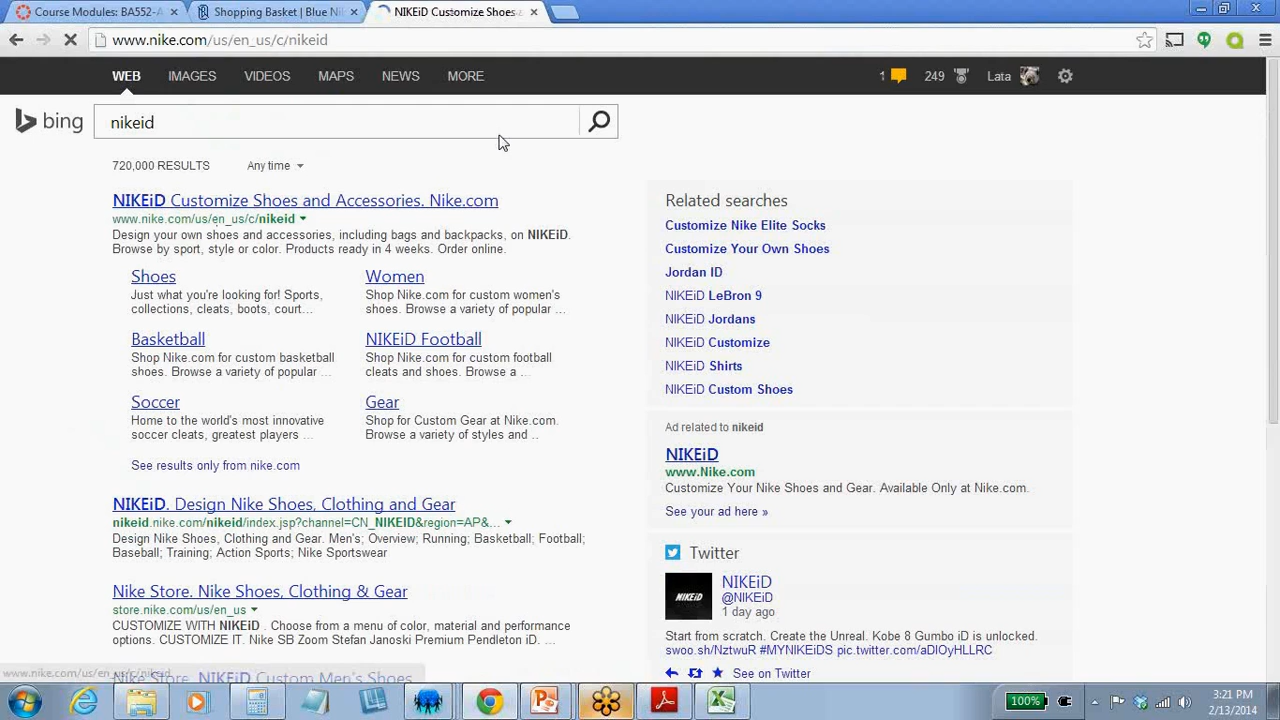 Course Modules: BA552-A
Shopping Basket | Blue Ni
NIKEiD Customize Shoes
www.nike.com/us/en_us/c/nikeid
WEB IMAGES VIDEOS MAPS NEWS MORE
1 249 Lata
bing nikeid
720,000 RESULTS Any time
NIKEiD Customize Shoes and Accessories. Nike.com
www.nike.com/us/en_us/c/nikeid
Design your own shoes and accessories, including bags and backpacks, on NIKEiD.
Browse by sport, style or color. Products ready in 4 weeks. Order online.
Shoes
Just what you're looking for! Sports,
collections, cleats, boots, court...
Women
Shop Nike.com for custom women's
shoes. Browse a variety of popular ...
Basketball
Shop Nike.com for custom basketball
shoes. Browse a variety of popular ...
NIKEiD Football
Shop Nike.com for custom football
cleats and shoes. Browse a ...
Soccer
Home to the world's most innovative
soccer cleats, greatest players ...
Gear
Shop for Custom Gear at Nike.com.
Browse a variety of styles and ..
See results only from nike.com
NIKEiD. Design Nike Shoes, Clothing and Gear
nikeid.nike.com/nikeid/index.jsp?channel=CN_NIKEID&region=AP&...
Design Nike Shoes, Clothing and Gear. Men's; Overview; Running; Basketball; Football;
Baseball; Training; Action Sports; Nike Sportswear
Nike Store. Nike Shoes, Clothing & Gear
store.nike.com/us/en_us
CUSTOMIZE WITH NIKEiD . Choose from a menu of color, material and performance
options. CUSTOMIZE IT. Nike SB Zoom Stefan Janoski Premium Pendleton iD. ...
Nike Store. NIKEiD Custom Men's Shoes
www.nike.com/us/en_us/c/nikeid
Related searches
Customize Nike Elite Socks
Customize Your Own Shoes
Jordan ID
NIKEiD LeBron 9
NIKEiD Jordans
NIKEiD Customize
NIKEiD Shirts
NIKEiD Custom Shoes
Ad related to nikeid
NIKEiD
www.Nike.com
Customize Your Nike Shoes and Gear. Available Only at Nike.com.
See your ad here »
Twitter
NIKEiD
NIKEiD
@NIKEiD
1 day ago
Start from scratch. Create the Unreal. Kobe 8 Gumbo iD is unlocked.
swoo.sh/NztwuR #MYNIKEiDS pic.twitter.com/aDIOyHLLRC
See on Twitter
100%
3:21 PM
2/13/2014